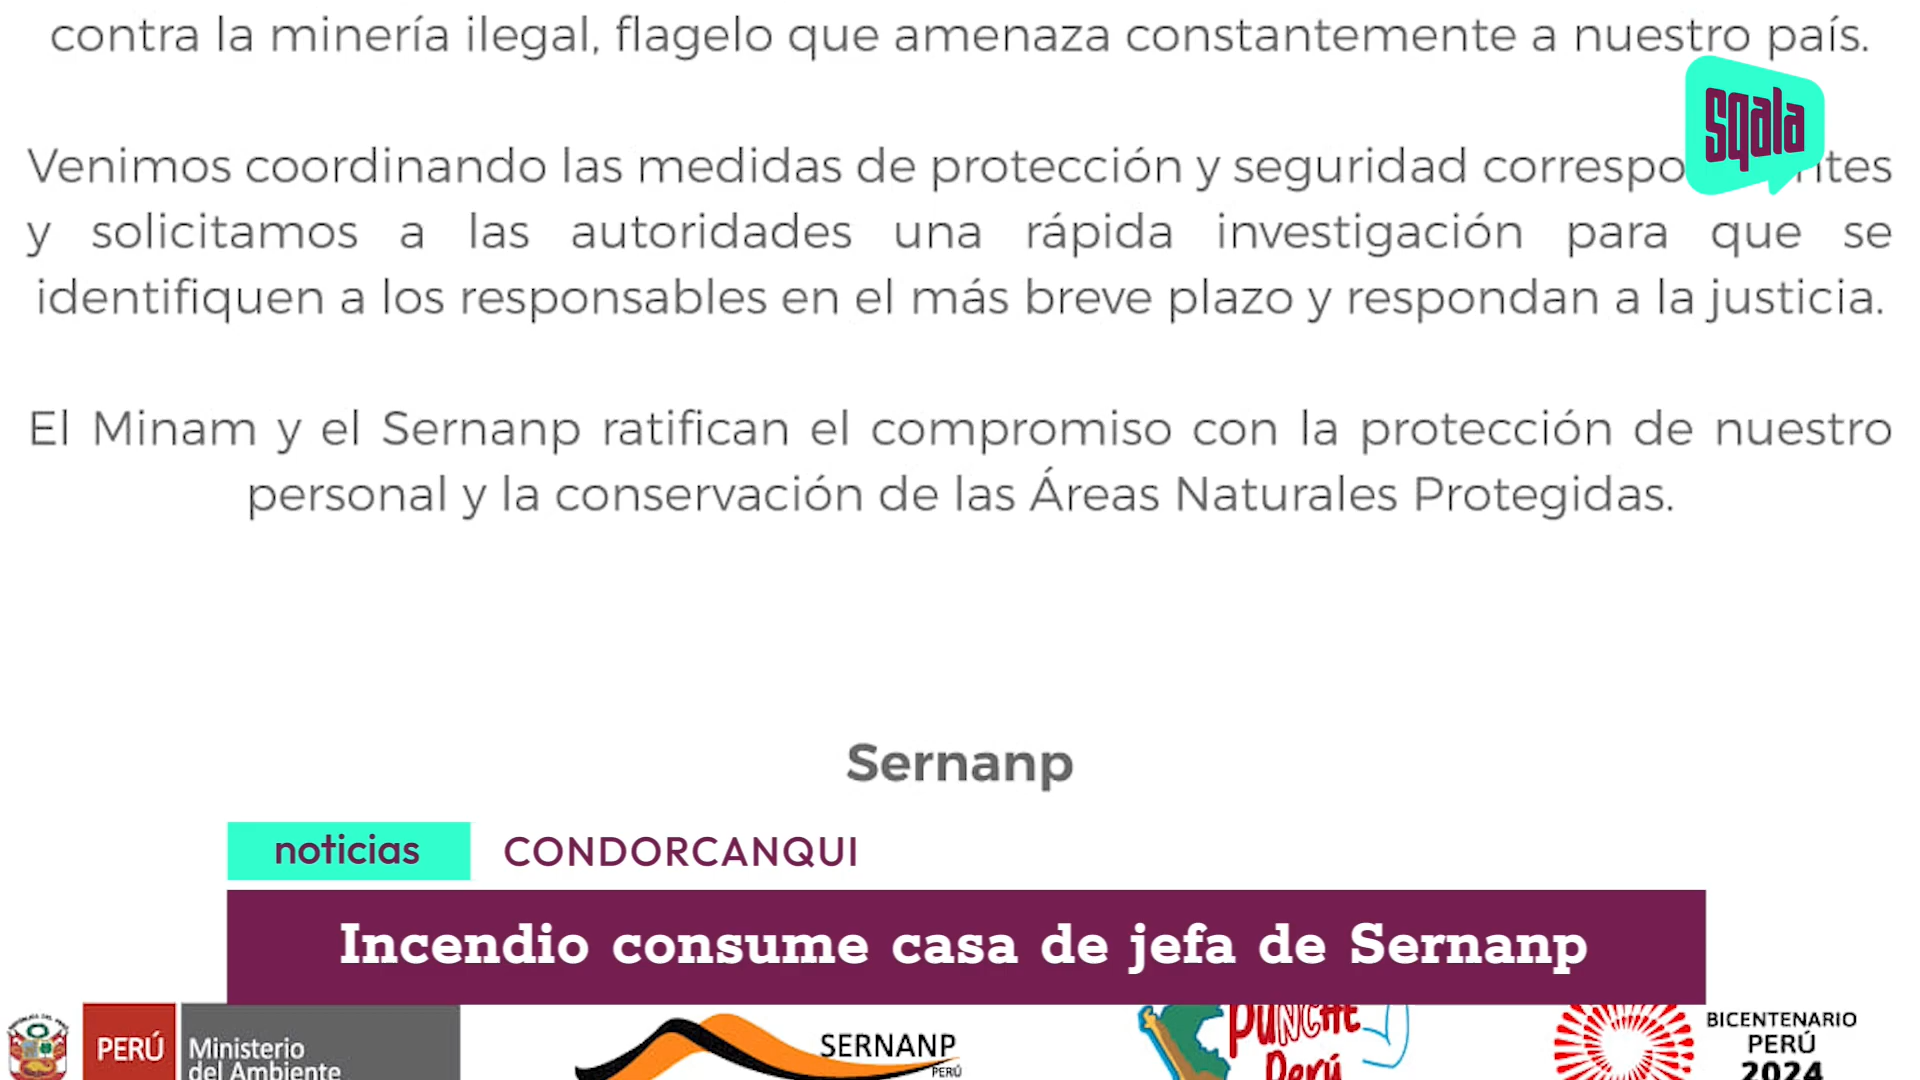 contra la minería ilegal, flagelo que amenaza constantemente a nuestro país.
sqala
Venimos coordinando las medidas de protección y seguridad
y solicitamos a las autoridades una rápida investigación para que se
identifiquen a los responsables en el más breve plazo y respondan a la justicia.
El Minam y el Sernanp ratifican el compromiso con la protección de nuestro
personal y la conservación de las Áreas Naturales Protegidas.
Sernanp
noticias CONDORCANQUI
Incendio consume casa de jefa de Sernanp
PERÚ
Ministerio
del Ambiente
SERNANP
PERÚ
PUNCHE
Perú
BICENTENARIO
PERÚ
2024